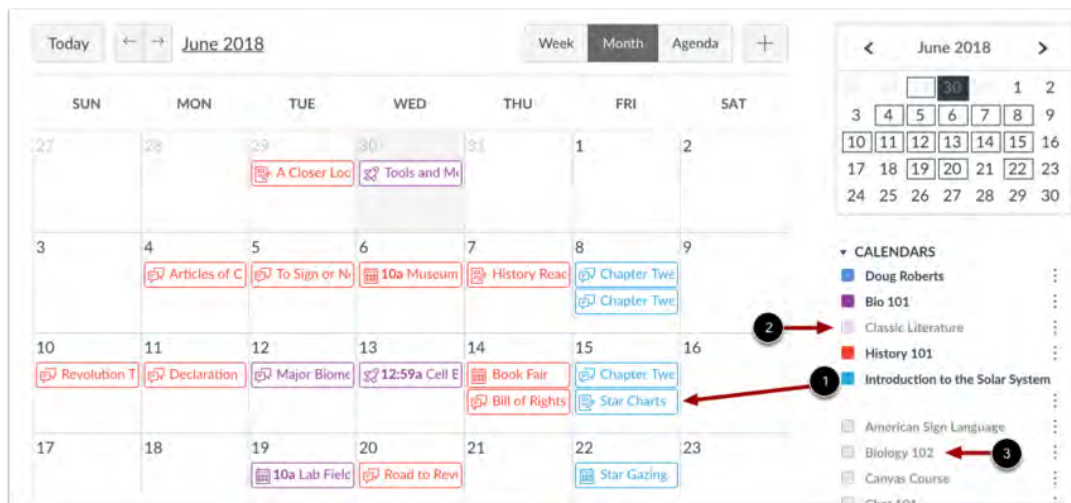 Today ← → June 2018 Week Month Agenda +
SUN MON TUE WED THU FRI SAT
27 28 29 30 31 1 2
A Closer Loo Tools and Me
3 4 5 6 7 8 9
Articles of C To Sign or No 10a Museum History Read Chapter Twe
Chapter Twe
10 11 12 13 14 15 16
Revolution T Declaration Major Biome 12:59a Cell E Book Fair Chapter Twe
Bill of Rights Star Charts
17 18 19 20 21 22 23
10a Lab Field Road to Revo Star Gazing
< June 2018 >
30 1 2
3 4 5 6 7 8 9
10 11 12 13 14 15 16
17 18 19 20 21 22 23
24 25 26 27 28 29 30
CALENDARS
Doug Roberts
Bio 101
2 Classic Literature
History 101
1 Introduction to the Solar System
American Sign Language
Biology 102 3
Canvas Course